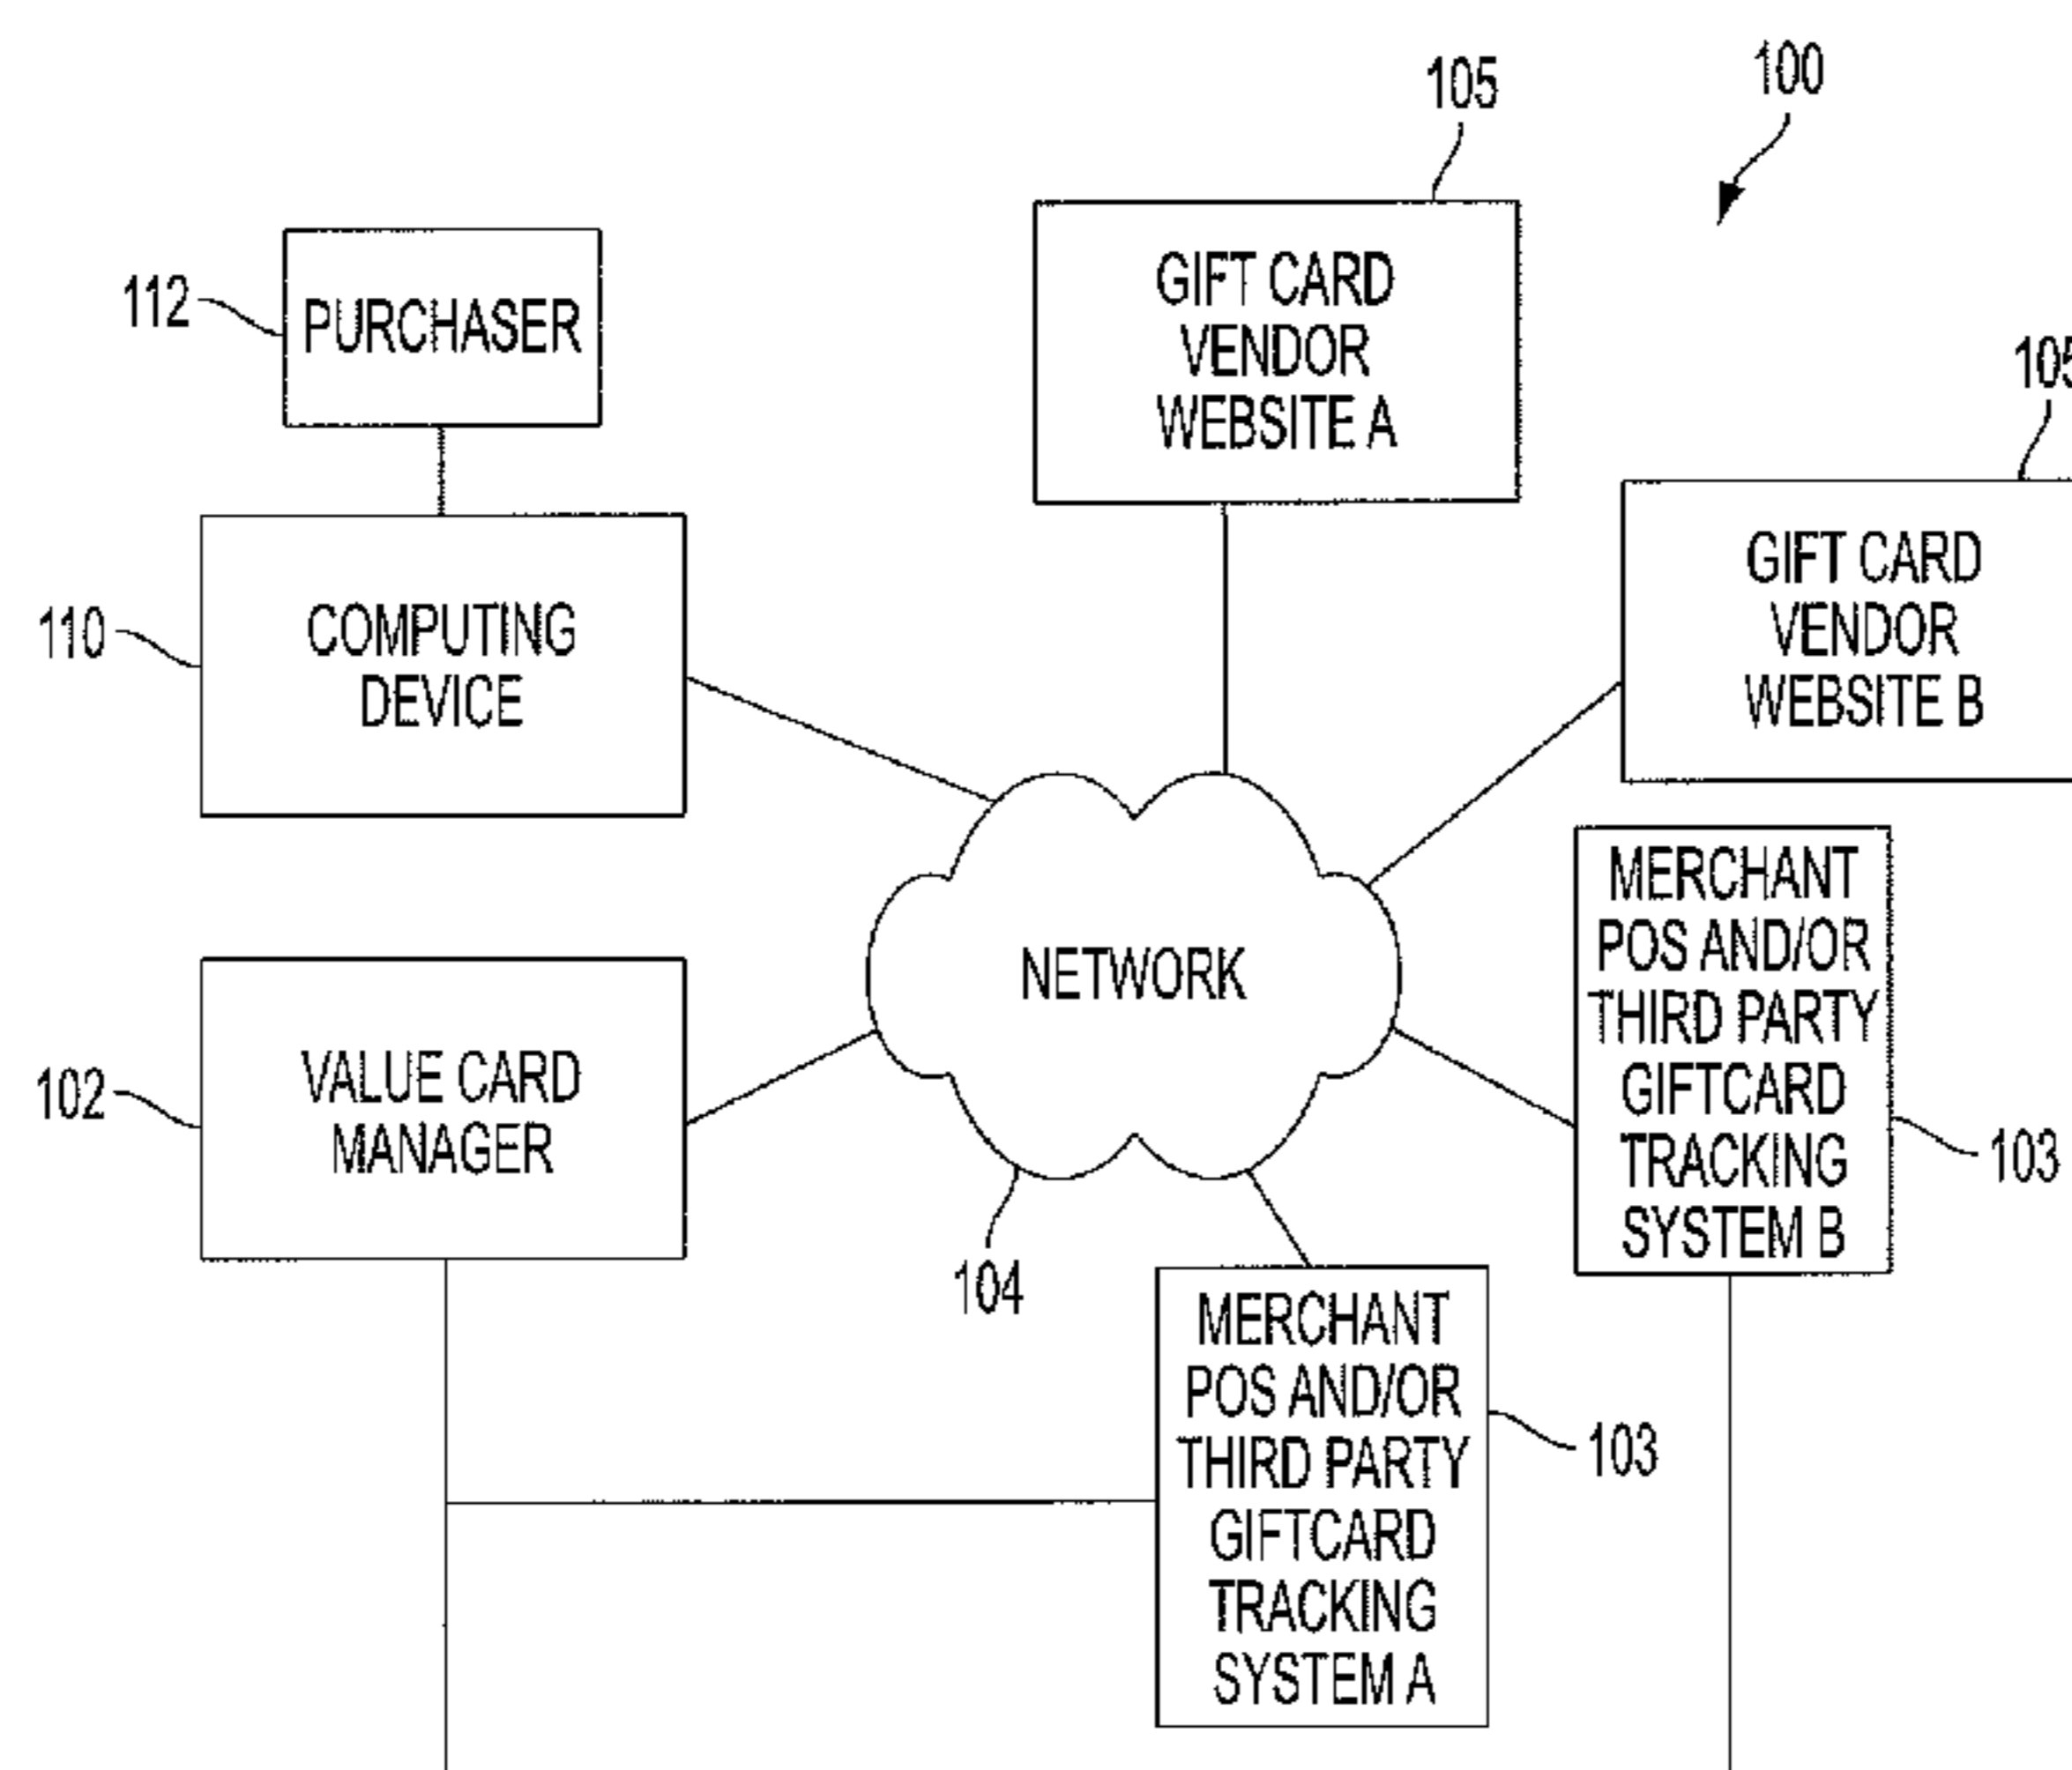 100
105
112
PURCHASER
GIFT CARD
VENDOR
WEBSITE A
105
110
COMPUTING
DEVICE
GIFT CARD
VENDOR
WEBSITE B
NETWORK
104
102
VALUE CARD
MANAGER
MERCHANT
POS AND/OR
THIRD PARTY
GIFTCARD
TRACKING
SYSTEM B
103
MERCHANT
POS AND/OR
THIRD PARTY
GIFTCARD
TRACKING
SYSTEM A
103